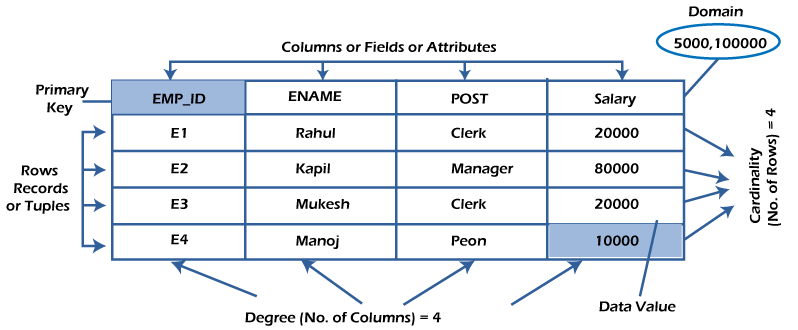 Domain
5000,100000
Columns or Fields or Attributes
Primary
Key
EMP_ID ENAME POST Salary
E1 Rahul Clerk 20000
E2 Kapil Manager 80000
E3 Mukesh Clerk 20000
E4 Manoj Peon 10000
Rows
Records
or Tuples
Cardinality
(No. of Rows) = 4
Degree (No. of Columns) = 4
Data Value